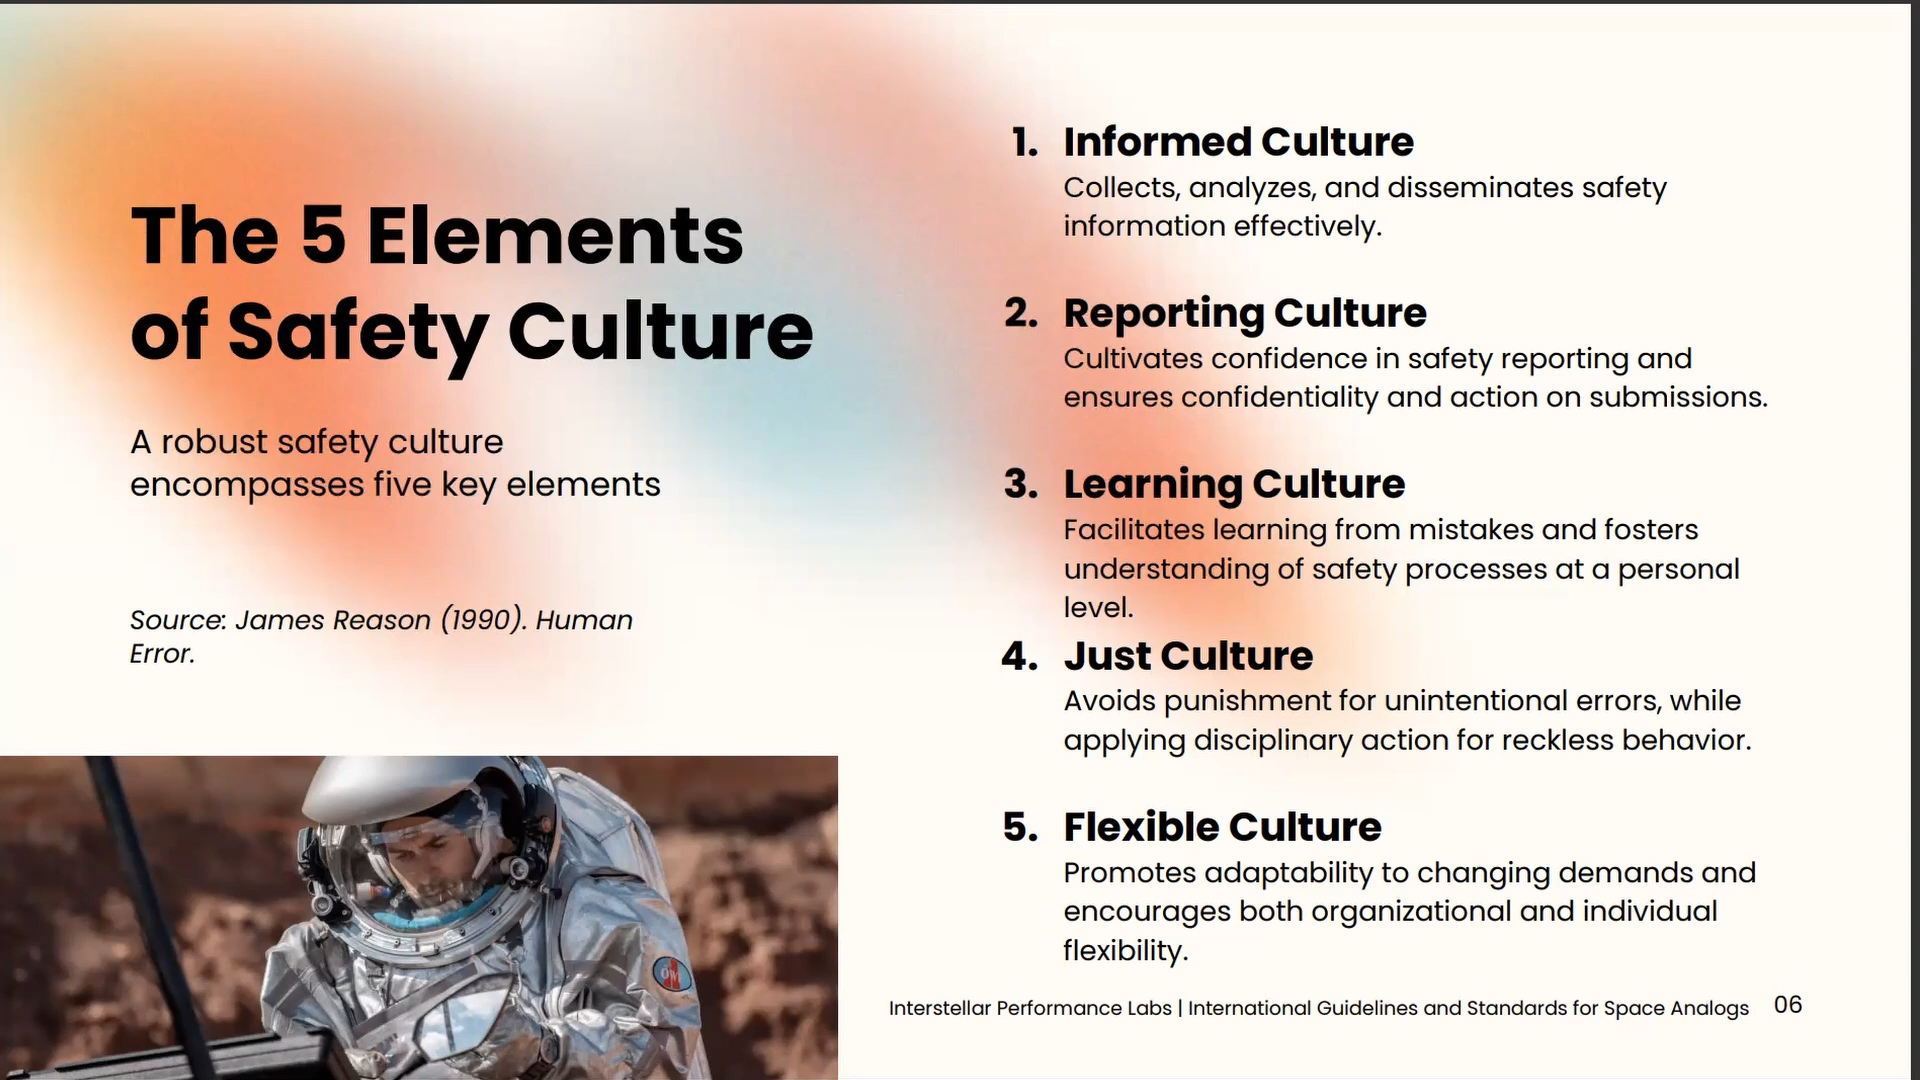 The 5 Elements
of Safety Culture
A robust safety culture
encompasses five key elements
Source: James Reason (1990). Human
Error.
1. Informed Culture
Collects, analyzes, and disseminates safety
information effectively.
2. Reporting Culture
Cultivates confidence in safety reporting and
ensures confidentiality and action on submissions.
3. Learning Culture
Facilitates learning from mistakes and fosters
understanding of safety processes at a personal
level.
4. Just Culture
Avoids punishment for unintentional errors, while
applying disciplinary action for reckless behavior.
5. Flexible Culture
Promotes adaptability to changing demands and
encourages both organizational and individual
flexibility.
Interstellar Performance Labs | International Guidelines and Standards for Space Analogs 06